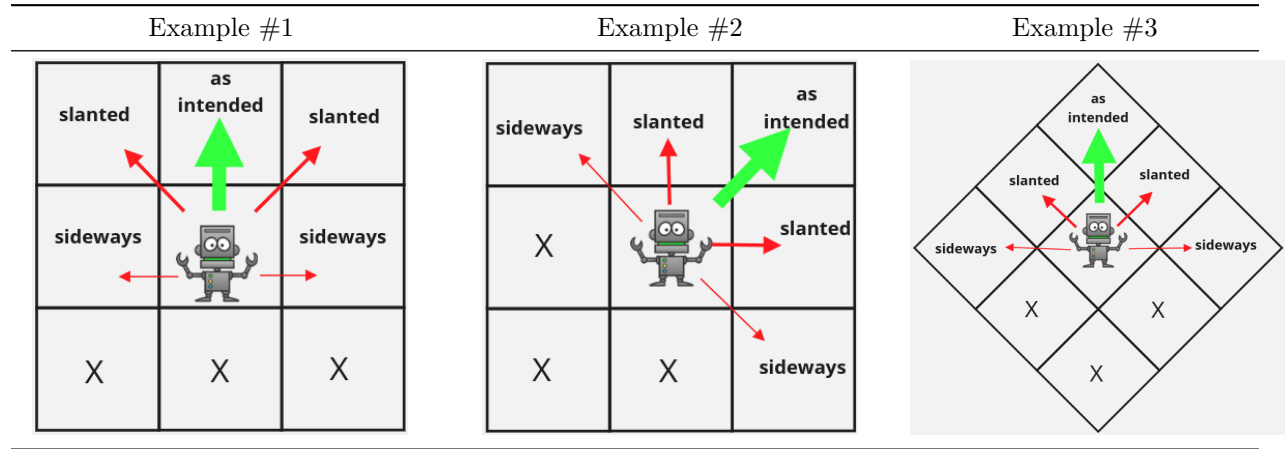 Example #1
Example #2
Example #3
slanted
as
intended
slanted
sideways
sideways
X
X
X
sideways
slanted
as
intended
X
slanted
X
X
sideways
as
intended
slanted
slanted
sideways
sideways
X
X
X